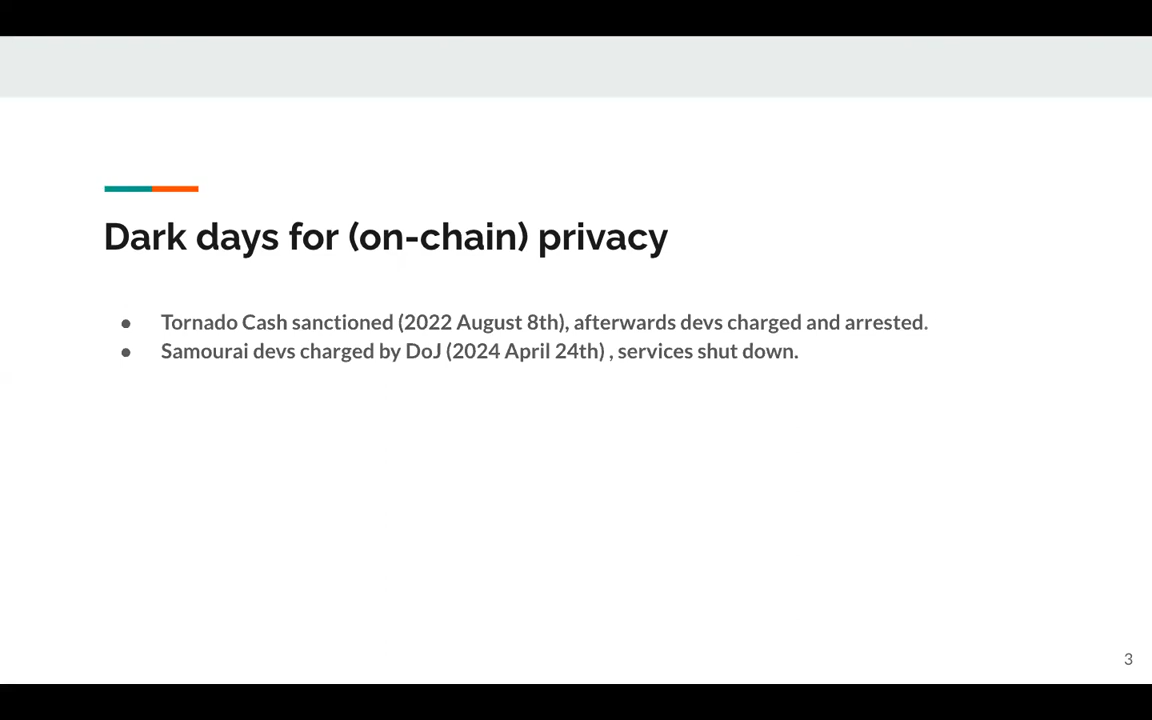 Dark days for (on-chain) privacy
● Tornado Cash sanctioned (2022 August 8th), afterwards devs charged and arrested.
● Samourai devs charged by DoJ (2024 April 24th) , services shut down.
3